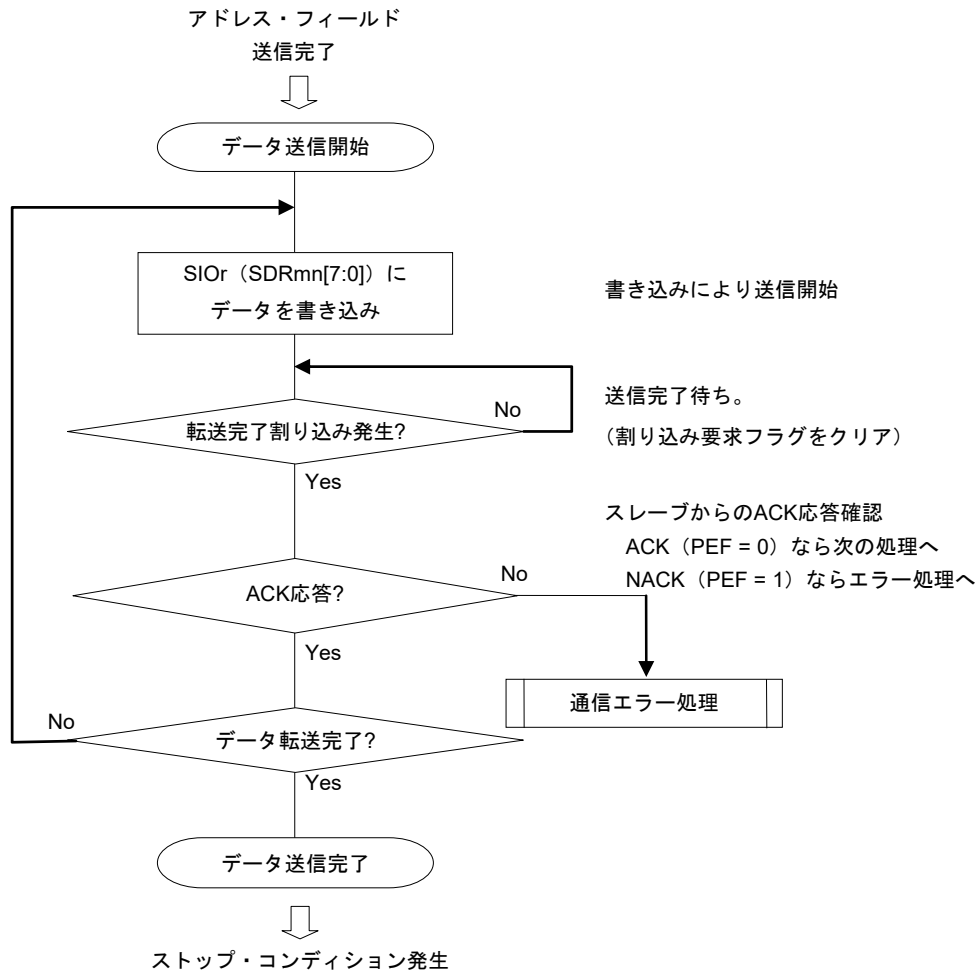 アドレス・フィールド
送信完了
データ送信開始
SIOr（SDRmn[7:0]）に
データを書き込み
書き込みにより送信開始
転送完了割り込み発生?
No
送信完了待ち。
（割り込み要求フラグをクリア）
Yes
スレーブからのACK応答確認
ACK（PEF = 0）なら次の処理へ
NACK（PEF = 1）ならエラー処理へ
ACK応答?
No
Yes
通信エラー処理
No
データ転送完了?
Yes
データ送信完了
ストップ・コンディション発生